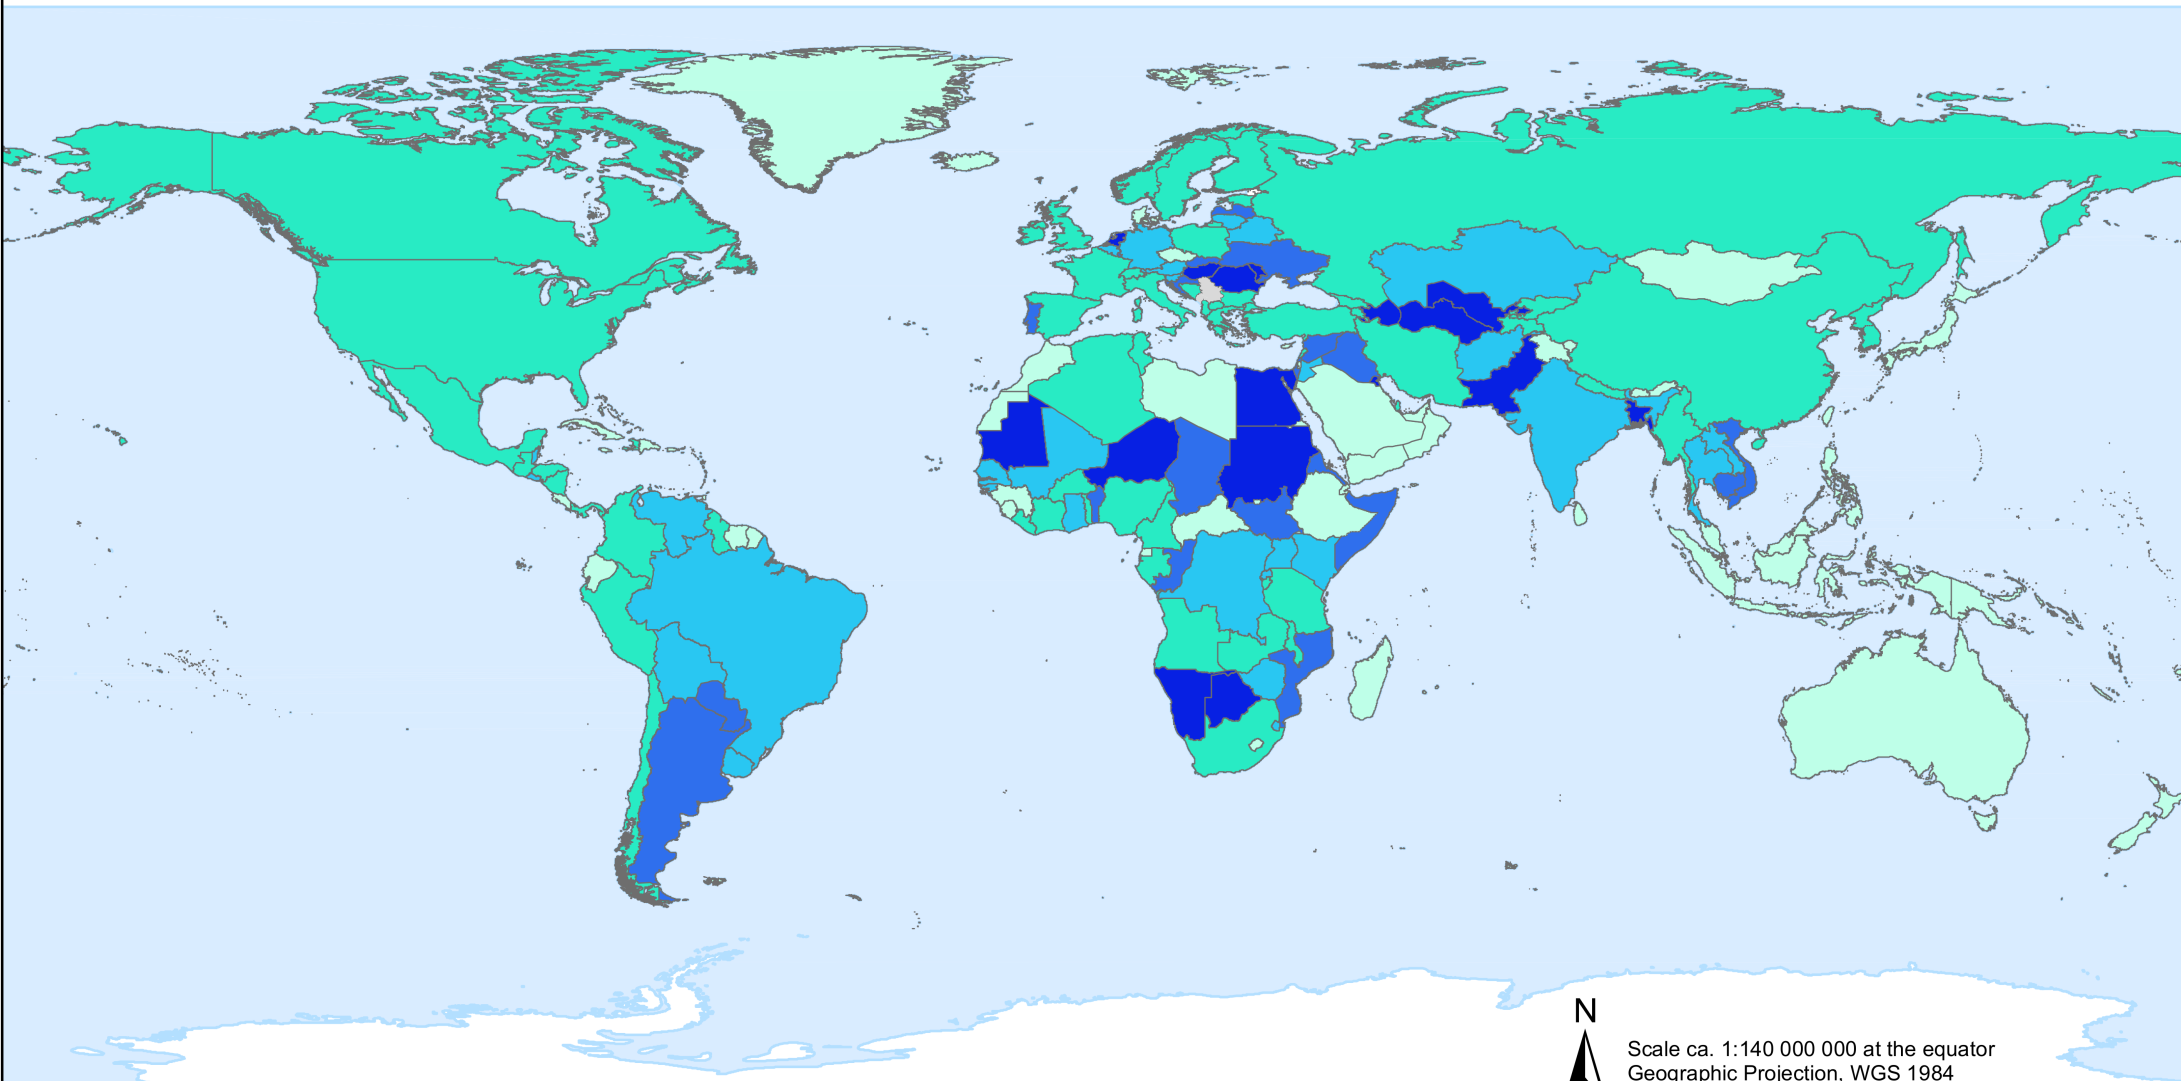 N
Scale ca. 1:140 000 000 at the equator
Geographic Projection, WGS 1984